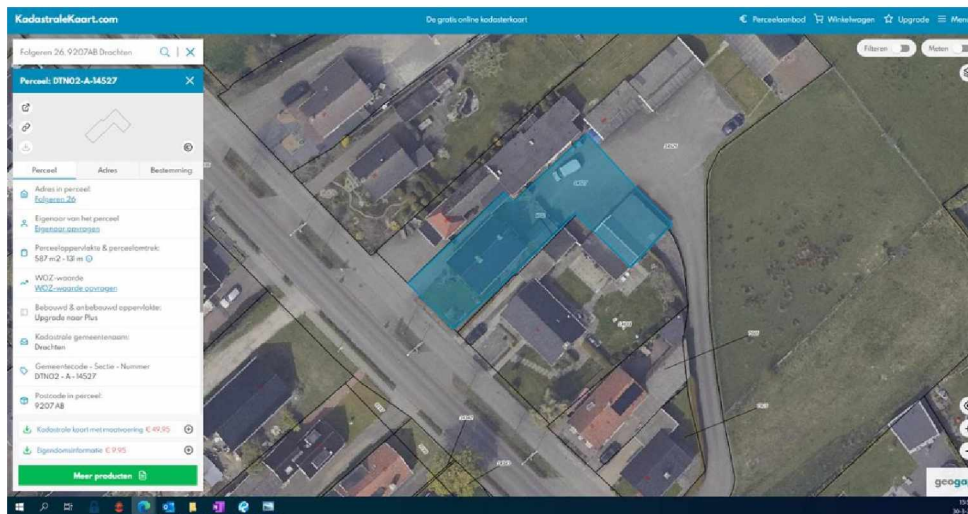 KadastraleKaart.com
De gratis online kadasterkaart
Perceelaanbod
Winkelwagen
Upgrade
Menu
Folgeren 26, 9207AB Drachten
Filteren
Meten
Perceel: DTN02-A-14527
Perceel
Adres
Bestemming
Adres in perceel:
Folgeren 26
Eigenaar van het perceel
Eigenaar opvragen
Perceeloppervlakte & perceelomtrek:
587 m2 - 131 m
WOZ-waarde
WOZ-waarde opvragen
Bebouwd & onbebouwd oppervlakte:
Upgrade naar Plus
Kadastrale gemeentenaam:
Drachten
Gemeentecode - Sectie - Nummer
DTN02 - A - 14527
Postcode in perceel:
9207 AB
Kadastrale kaart met maatvoering € 49,95
Eigendomsinformatie € 9,95
Meer producten